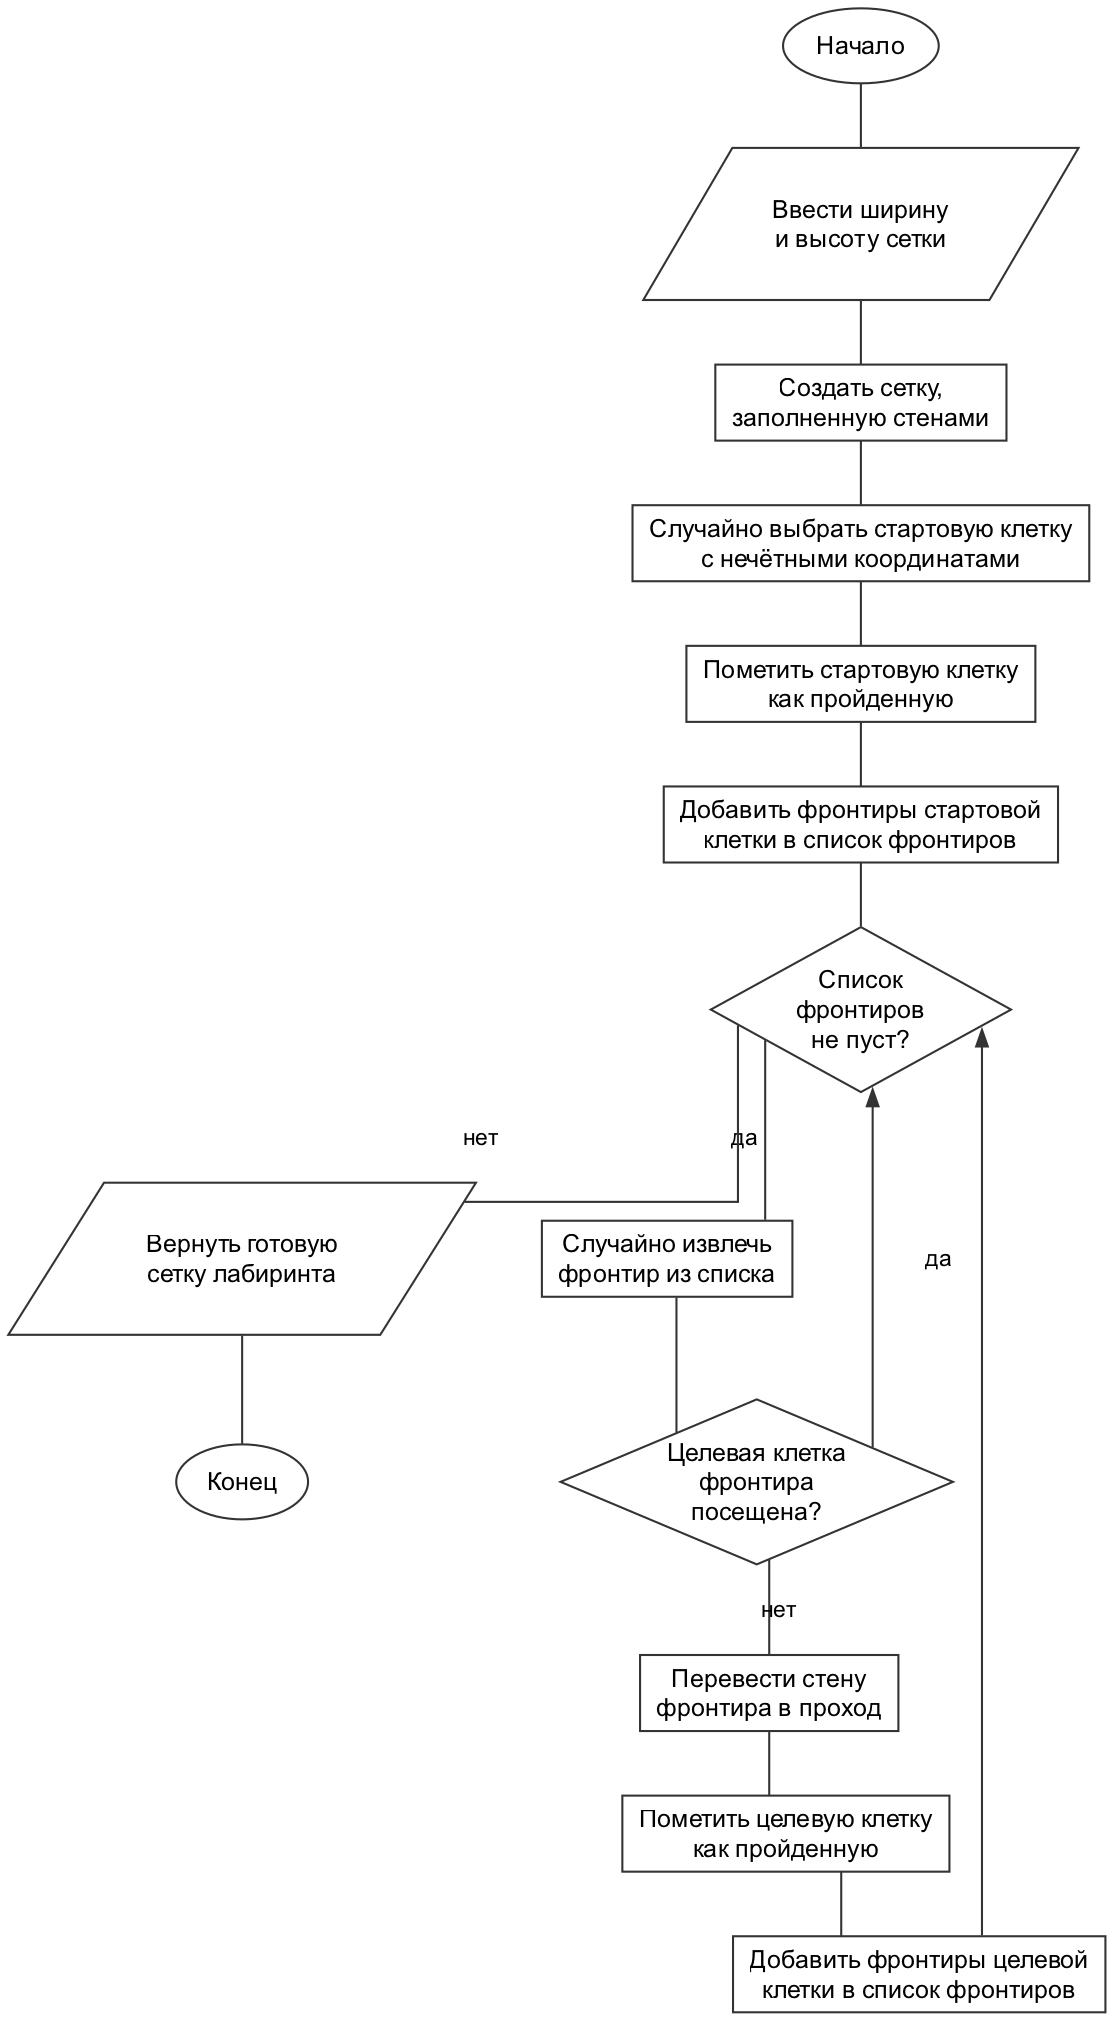 Начало
Ввести ширину
и высоту сетки
Создать сетку,
заполненную стенами
Случайно выбрать стартовую клетку
с нечётными координатами
Пометить стартовую клетку
как пройденную
Добавить фронтиры стартовой
клетки в список фронтиров
Список
фронтиров
не пуст?
нет
да
Вернуть готовую
сетку лабиринта
Случайно извлечь
фронтир из списка
да
Конец
Целевая клетка
фронтира
посещена?
нет
Перевести стену
фронтира в проход
Пометить целевую клетку
как пройденную
Добавить фронтиры целевой
клетки в список фронтиров